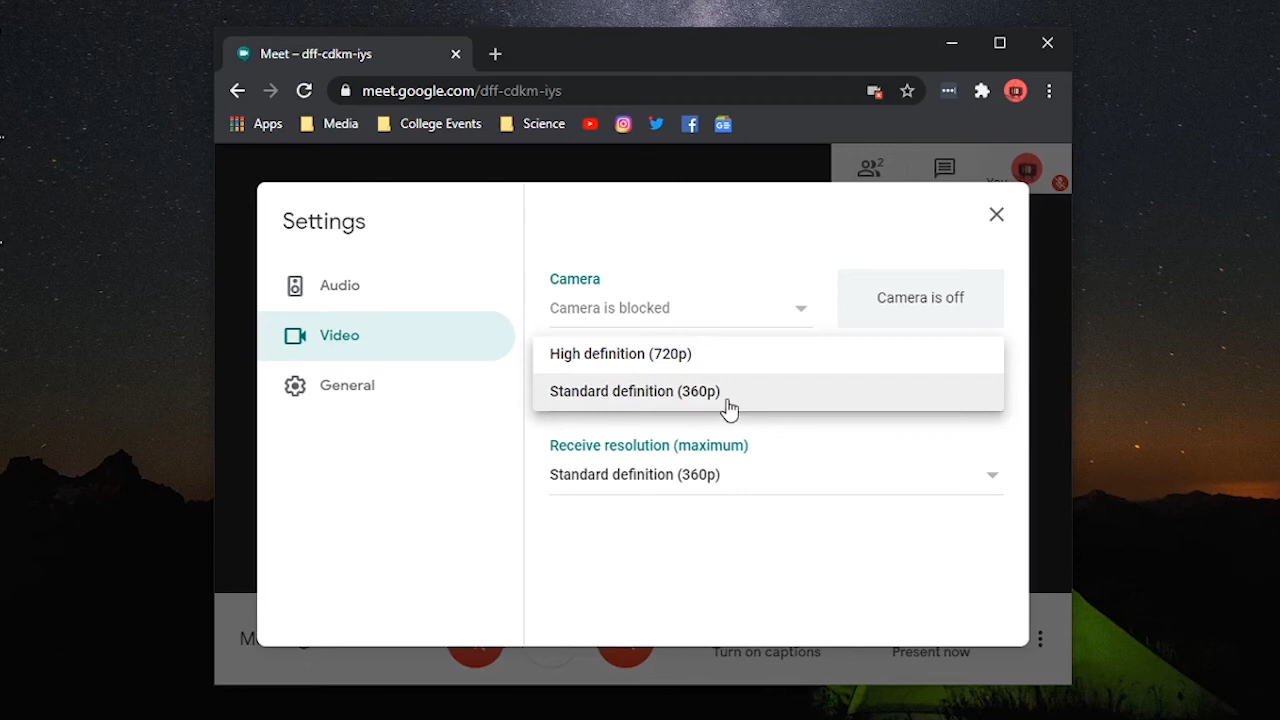 Meet – dff-cdkm-iys
meet.google.com/dff-cdkm-iys
Apps Media College Events Science
2
Settings
Audio
Video
General
Camera
Camera is blocked
Camera is off
High definition (720p)
Standard definition (360p)
Receive resolution (maximum)
Standard definition (360p)
Turn on captions
Present now